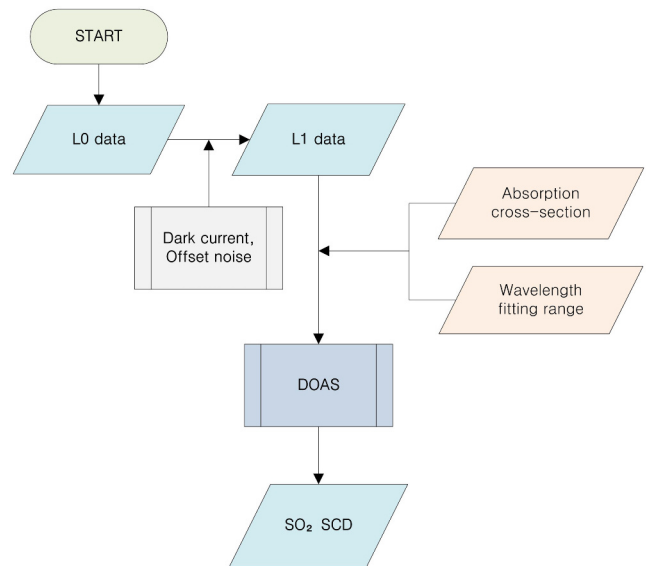 START
L0 data
L1 data
Dark current,
Offset noise
Absorption
cross-section
Wavelength
fitting range
DOAS
SO₂ SCD